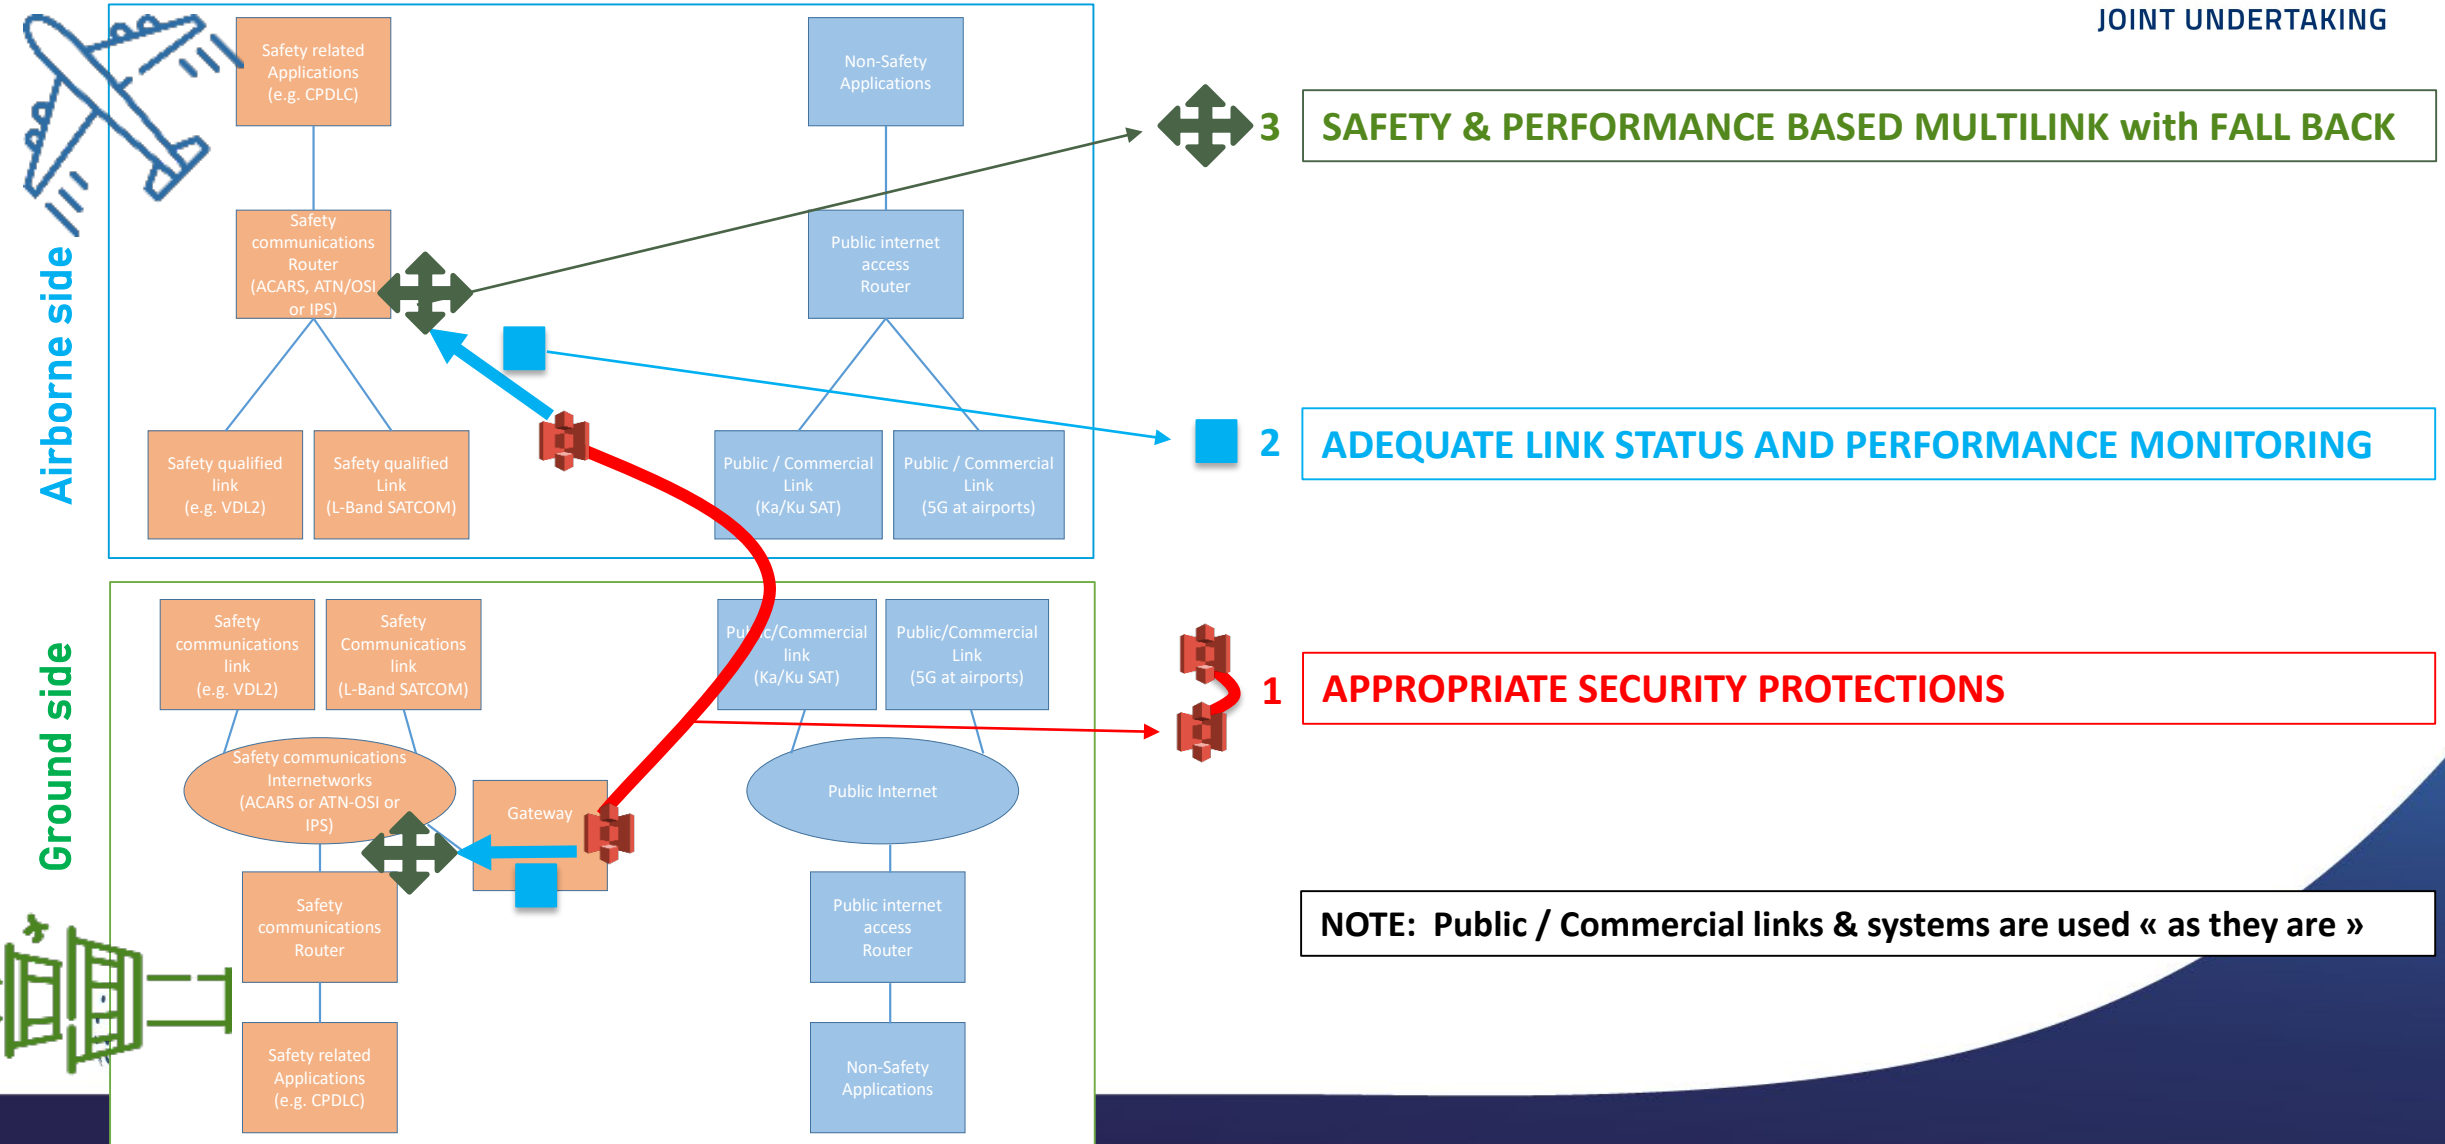 JOINT UNDERTAKING
Airborne side
Safety related
Applications
(e.g. CPDLC)
Non-Safety
Applications
Safety
communications
Router
(ACARS, ATN/OSI
or IPS)
Public internet
access
Router
Safety qualified
link
(e.g. VDL2)
Safety qualified
Link
(L-Band SATCOM)
Public / Commercial
Link
(Ka/Ku SAT)
Public / Commercial
Link
(5G at airports)
3
SAFETY & PERFORMANCE BASED MULTILINK with FALL BACK
2
ADEQUATE LINK STATUS AND PERFORMANCE MONITORING
1
APPROPRIATE SECURITY PROTECTIONS
NOTE: Public / Commercial links & systems are used « as they are »
Ground side
Safety
communications
link
(e.g. VDL2)
Safety
Communications
link
(L-Band SATCOM)
Public/Commercial
link
(Ka/Ku SAT)
Public/Commercial
Link
(5G at airports)
Safety communications
Internetworks
(ACARS or ATN-OSI or
IPS)
Gateway
Public Internet
Safety
communications
Router
Public internet
access
Router
Safety related
Applications
(e.g. CPDLC)
Non-Safety
Applications